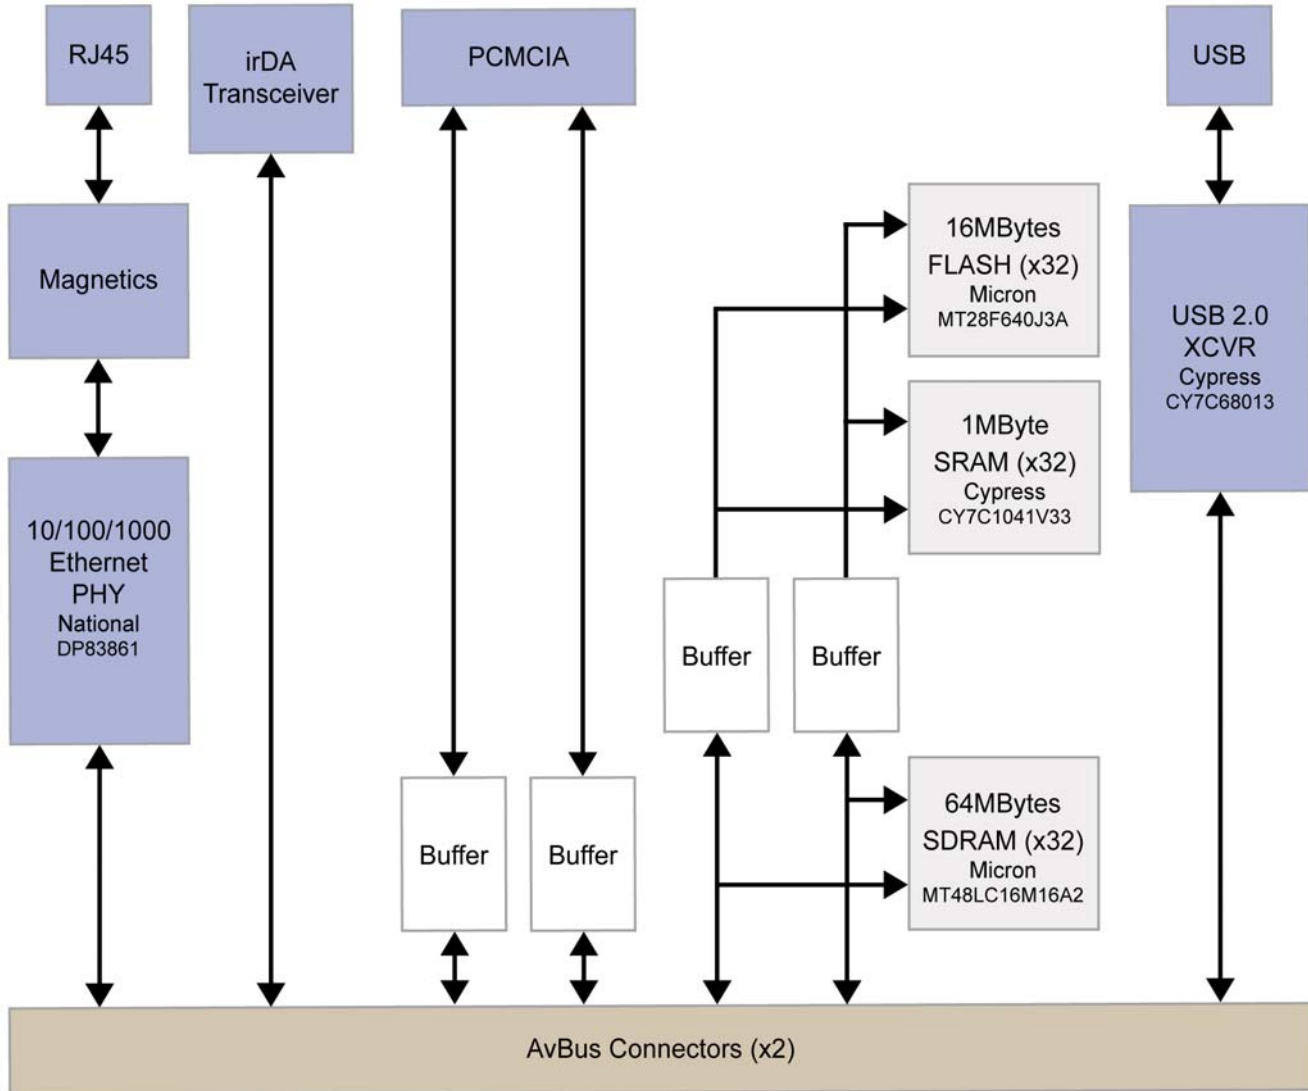 RJ45
irDA
Transceiver
PCMCIA
USB
Magnetics
16MBytes
FLASH (x32)
Micron
MT28F640J3A
USB 2.0
XCVR
Cypress
CY7C68013
1MByte
SRAM (x32)
Cypress
CY7C1041V33
10/100/1000
Ethernet
PHY
National
DP83861
Buffer
Buffer
Buffer
Buffer
64MBytes
SDRAM (x32)
Micron
MT48LC16M16A2
AvBus Connectors (x2)